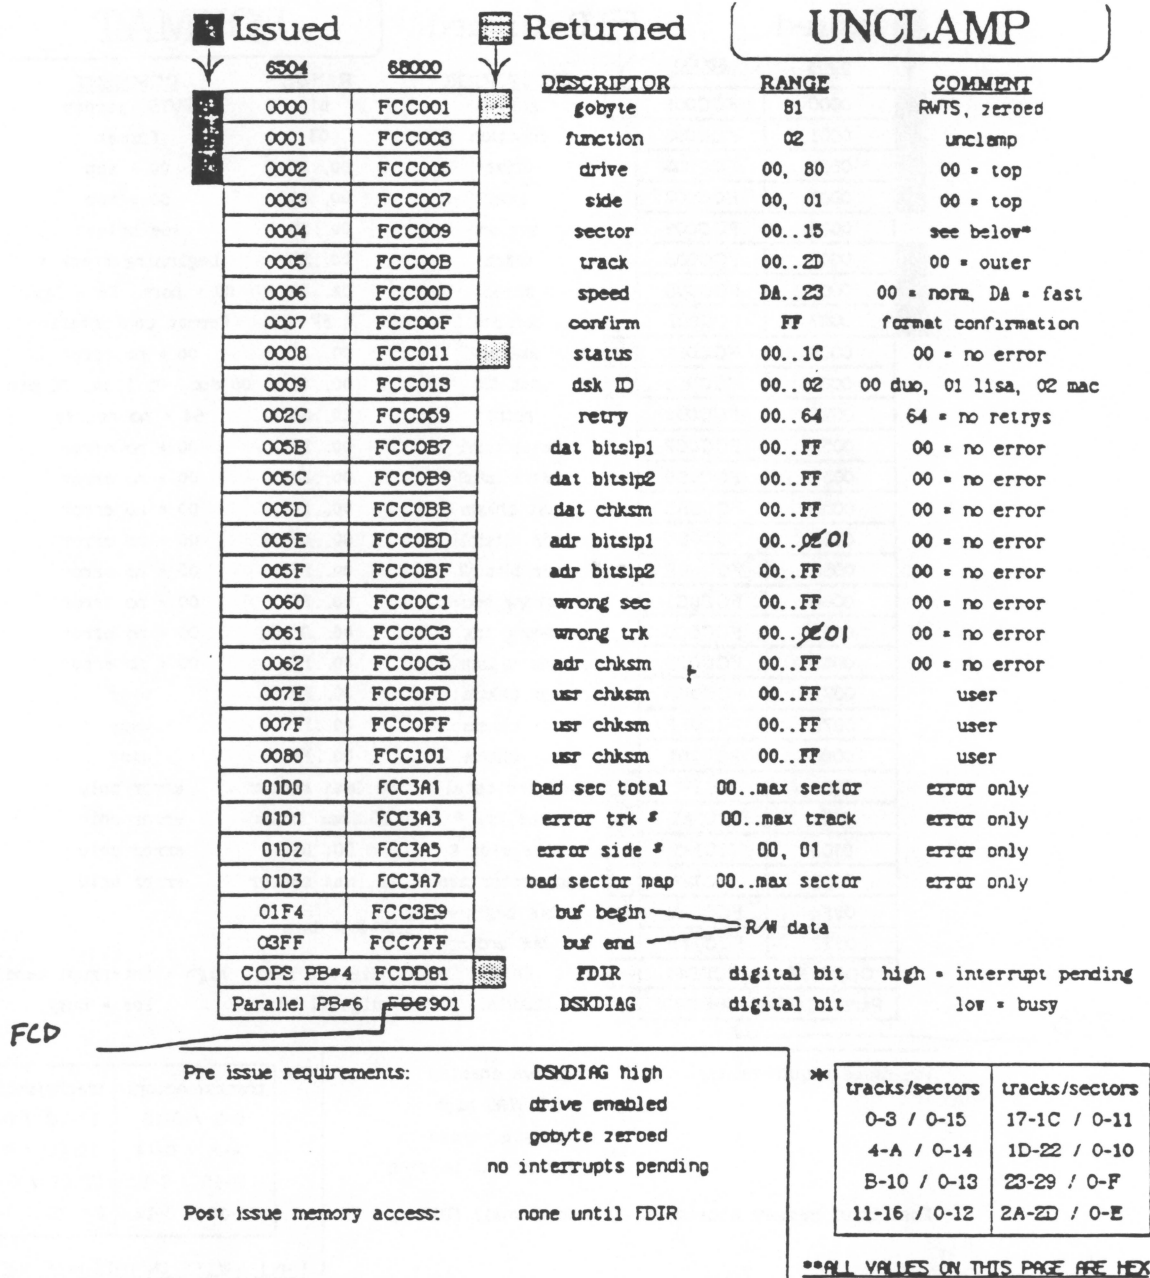 Issued Returned UNCLAMP
6504 68000 DESCRIPTOR RANGE COMMENT
0000 FCC001 gobyte 81 RWTS, zeroed
0001 FCC003 function 02 unclamp
0002 FCC005 drive 00, 80 00 = top
0003 FCC007 side 00, 01 00 = top
0004 FCC009 sector 00..15 see below*
0005 FCC00B track 00..2D 00 = outer
0006 FCC00D speed DA..23 00 = norm, DA = fast
0007 FCC00F confirm FF format confirmation
0008 FCC011 status 00..1C 00 = no error
0009 FCC013 dsk ID 00..02 00 duo, 01 lisa, 02 mac
002C FCC059 retry 00..64 64 = no retrys
005B FCC0B7 dat bitslp1 00..FF 00 = no error
005C FCC0B9 dat bitslp2 00..FF 00 = no error
005D FCC0BB dat chksm 00..FF 00 = no error
005E FCC0BD adr bitslp1 00..01 00 = no error
005F FCC0BF adr bitslp2 00..FF 00 = no error
0060 FCC0C1 wrong sec 00..FF 00 = no error
0061 FCC0C3 wrong trk 00..01 00 = no error
0062 FCC0C5 adr chksm 00..FF 00 = no error
007E FCC0FD usr chksm 00..FF user
007F FCC0FF usr chksm 00..FF user
0080 FCC101 usr chksm 00..FF user
01D0 FCC3A1 bad sec total 00..max sector error only
01D1 FCC3A3 error trk # 00..max track error only
01D2 FCC3A5 error side # 00, 01 error only
01D3 FCC3A7 bad sector map 00..max sector error only
01F4 FCC3E9 buf begin
R/W data
03FF FCC7FF buf end
COPS PB#4 FCDD81 FDIR digital bit high = interrupt pending
Parallel PB#6 FCC901 DSKDIAG digital bit low = busy
FCD
Pre issue requirements: DSKDIAG high
drive enabled
gobyte zeroed
no interrupts pending
Post issue memory access: none until FDIR
* tracks/sectors tracks/sectors
0-3 / 0-15 17-1C / 0-11
4-A / 0-14 1D-22 / 0-10
B-10 / 0-13 23-29 / 0-F
11-16 / 0-12 2A-2D / 0-E
**ALL VALUES ON THIS PAGE ARE HEX